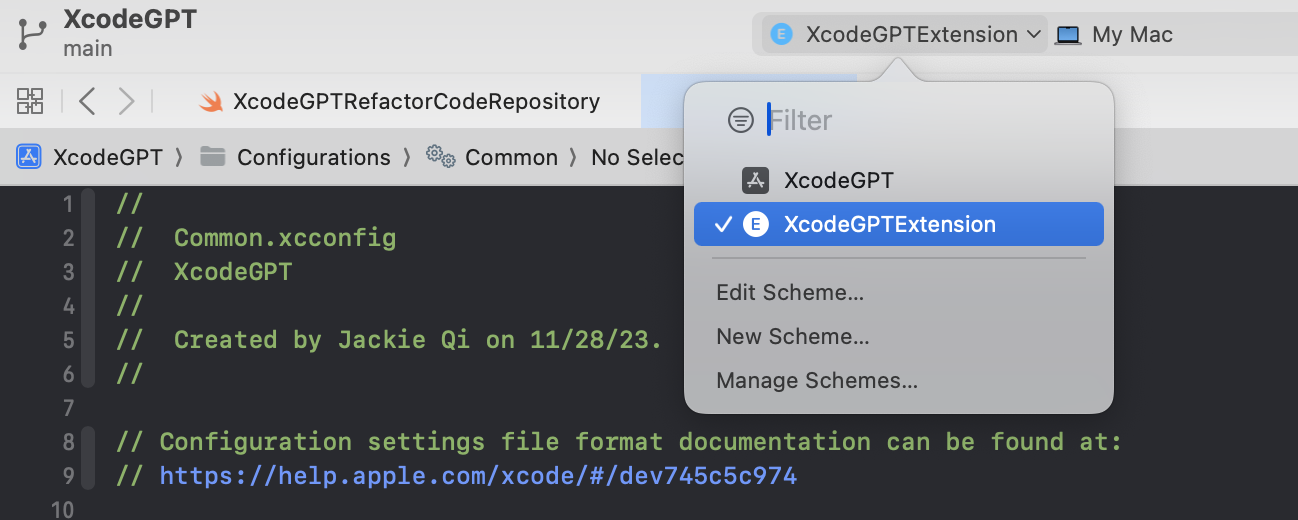 XcodeGPT
main
E XcodeGPTExtension
My Mac
XcodeGPTRefactorCodeRepository
Filter
XcodeGPT 〉 Configurations 〉 Common 〉 No Selec
XcodeGPT
✓ E XcodeGPTExtension
Edit Scheme...
New Scheme...
Manage Schemes...
1 //
2 //  Common.xcconfig
3 //  XcodeGPT
4 //
5 //  Created by Jackie Qi on 11/28/23.
6 //
7
8 // Configuration settings file format documentation can be found at:
9 // https://help.apple.com/xcode/#/dev745c5c974
10